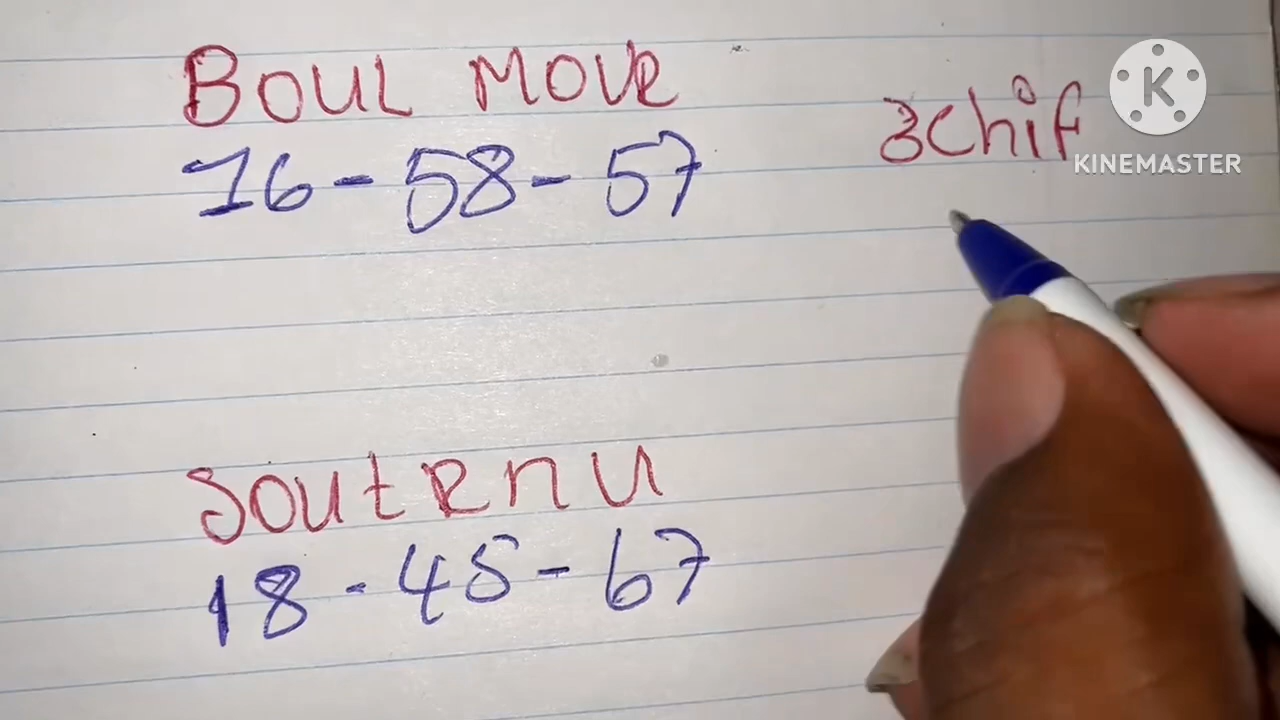 BOUL MOVE
16 - 58 - 57
3chif
K
KINEMASTER
SOUTENU
18 - 45 - 67